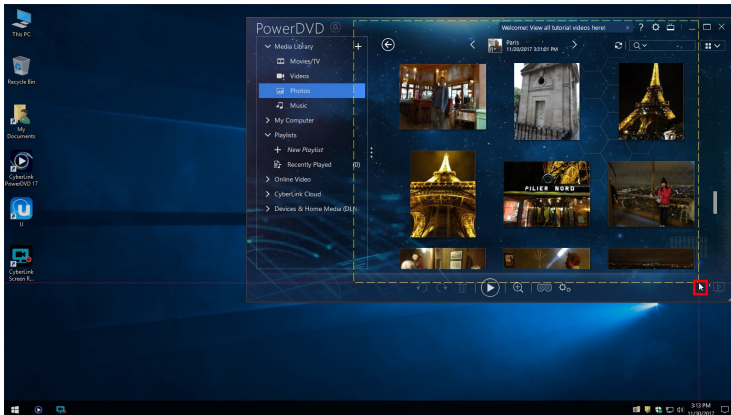 This PC
Recycle Bin
My
Documents
CyberLink
PowerDVD 17
U
CyberLink
Screen R...
PowerDVD
Welcome! View all tutorial videos here!
Media Library
Movies/TV
Videos
Photos
Music
My Computer
Playlists
New Playlist
Recently Played (0)
Online Video
CyberLink Cloud
Devices & Home Media (DLN
Paris
11/20/2017 3:31:01 PM
PILIER NORD
3:13 PM
11/30/2017